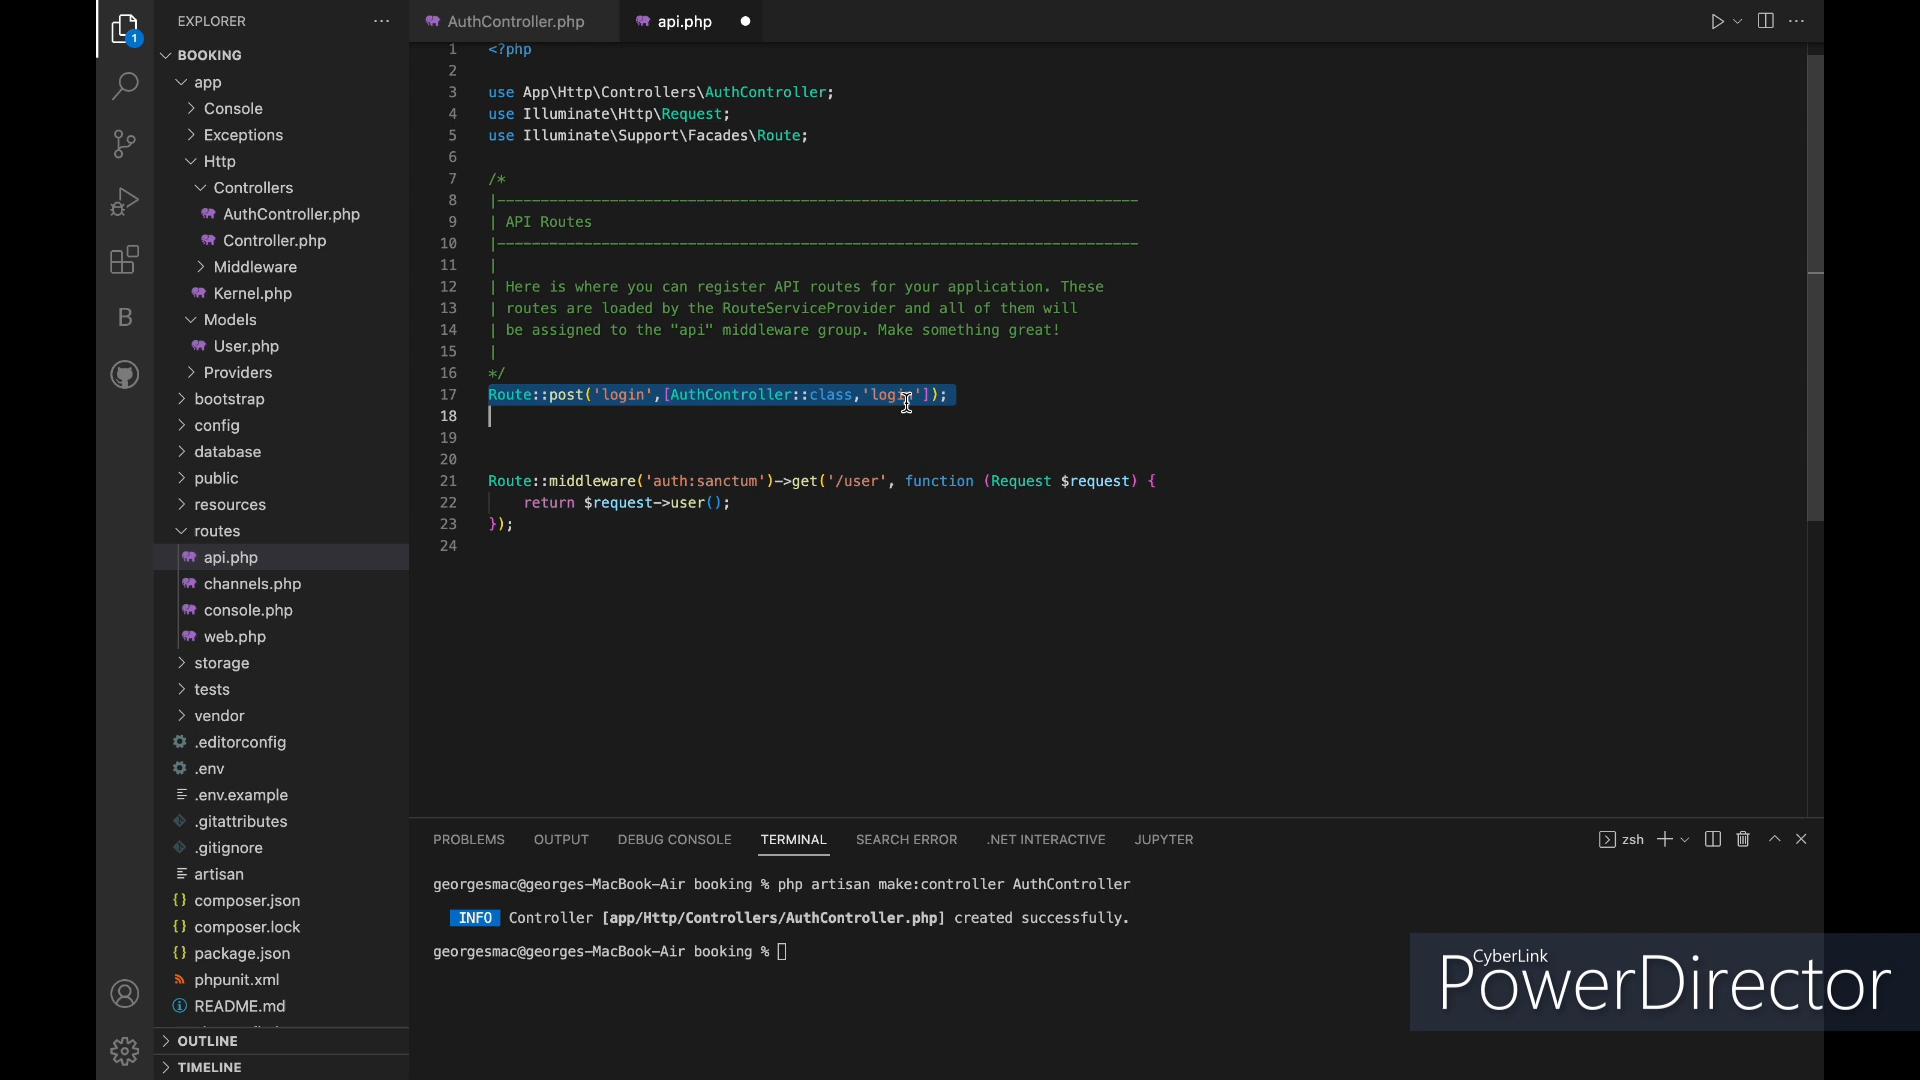 1
EXPLORER
BOOKING
app
Console
Exceptions
Http
Controllers
AuthController.php
Controller.php
Middleware
Kernel.php
Models
User.php
Providers
bootstrap
config
database
public
resources
routes
api.php
channels.php
console.php
web.php
storage
tests
vendor
.editorconfig
.env
.env.example
.gitattributes
.gitignore
artisan
composer.json
composer.lock
package.json
phpunit.xml
README.md
OUTLINE
TIMELINE
AuthController.php
api.php
1 <?php
2
3 use App\Http\Controllers\AuthController;
4 use Illuminate\Http\Request;
5 use Illuminate\Support\Facades\Route;
6
7 /*
8 |--------------------------------------------------------------------------
9 | API Routes
10 |--------------------------------------------------------------------------
11 |
12 | Here is where you can register API routes for your application. These
13 | routes are loaded by the RouteServiceProvider and all of them will
14 | be assigned to the "api" middleware group. Make something great!
15 |
16 */
17 Route::post('login',[AuthController::class,'login']);
18
19
20
21 Route::middleware('auth:sanctum')->get('/user', function (Request $request) {
22 return $request->user();
23 });
24
PROBLEMS OUTPUT DEBUG CONSOLE TERMINAL SEARCH ERROR .NET INTERACTIVE JUPYTER
zsh
georgesmac@georges-MacBook-Air booking % php artisan make:controller AuthController
INFO Controller [app/Http/Controllers/AuthController.php] created successfully.
georgesmac@georges-MacBook-Air booking %
CyberLink
PowerDirector